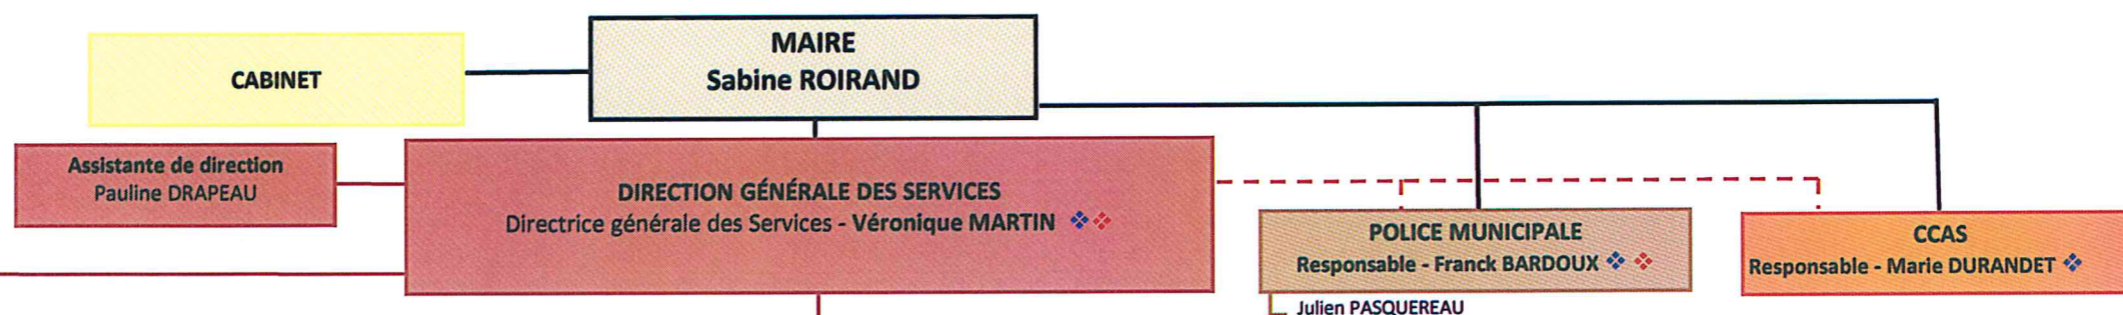 MAIRE
Sabine ROIRAND
CABINET
Assistante de direction
Pauline DRAPEAU
DIRECTION GÉNÉRALE DES SERVICES
Directrice générale des Services - Véronique MARTIN
POLICE MUNICIPALE
Responsable - Franck BARDOUX
Julien PASQUEREAU
CCAS
Responsable - Marie DURANDET